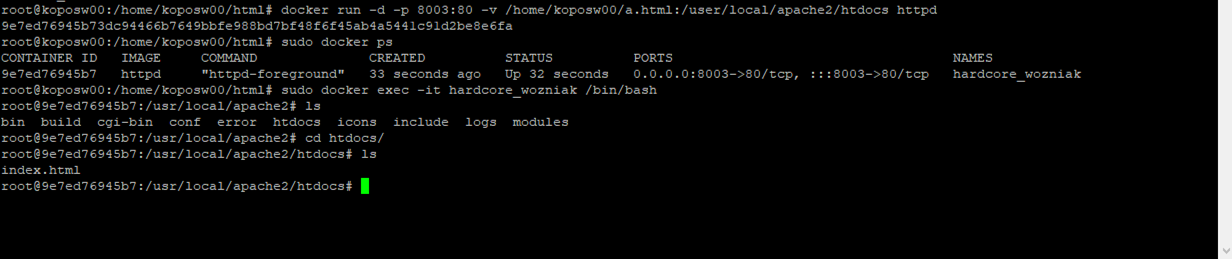 root@koposw00:/home/koposw00/html# docker run -d -p 8003:80 -v /home/koposw00/a.html:/user/local/apache2/htdocs httpd
9e7ed76945b73dc94466b7649bbfe988bd7bf48f6f45ab4a5441c91d2be8e6fa
root@koposw00:/home/koposw00/html# sudo docker ps
CONTAINER ID   IMAGE     COMMAND              CREATED          STATUS          PORTS                                   NAMES
9e7ed76945b7   httpd     "httpd-foreground"   33 seconds ago   Up 32 seconds   0.0.0.0:8003->80/tcp, :::8003->80/tcp   hardcore_wozniak
root@koposw00:/home/koposw00/html# sudo docker exec -it hardcore_wozniak /bin/bash
root@9e7ed76945b7:/usr/local/apache2# ls
bin  build  cgi-bin  conf  error  htdocs  icons  include  logs  modules
root@9e7ed76945b7:/usr/local/apache2# cd htdocs/
root@9e7ed76945b7:/usr/local/apache2/htdocs# ls
index.html
root@9e7ed76945b7:/usr/local/apache2/htdocs#